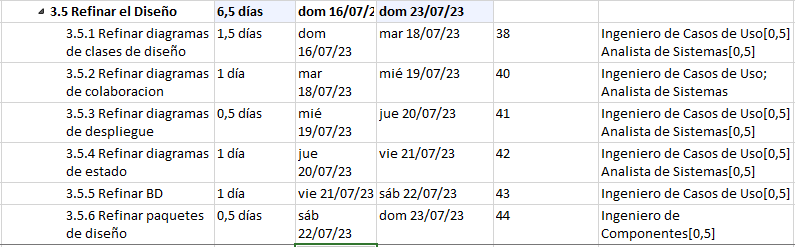 3.5 Refinar el Diseño 6,5 días dom 16/07/2 dom 23/07/23
3.5.1 Refinar diagramas 1,5 días dom mar 18/07/23 38 Ingeniero de Casos de Uso[0,5]
de clases de diseño 16/07/23 Analista de Sistemas[0,5]
3.5.2 Refinar diagramas 1 día mar mié 19/07/23 40 Ingeniero de Casos de Uso;
de colaboracion 18/07/23 Analista de Sistemas
3.5.3 Refinar diagramas 0,5 días mié jue 20/07/23 41 Ingeniero de Casos de Uso[0,5]
de despliegue 19/07/23 Analista de Sistemas[0,5]
3.5.4 Refinar diagramas 1 día jue vie 21/07/23 42 Ingeniero de Casos de Uso[0,5]
de estado 20/07/23 Analista de Sistemas[0,5]
3.5.5 Refinar BD 1 día vie 21/07/23 sáb 22/07/23 43 Ingeniero de Casos de Uso[0,5]
3.5.6 Refinar paquetes 0,5 días sáb dom 23/07/23 44 Ingeniero de
de diseño 22/07/23 Componentes[0,5]